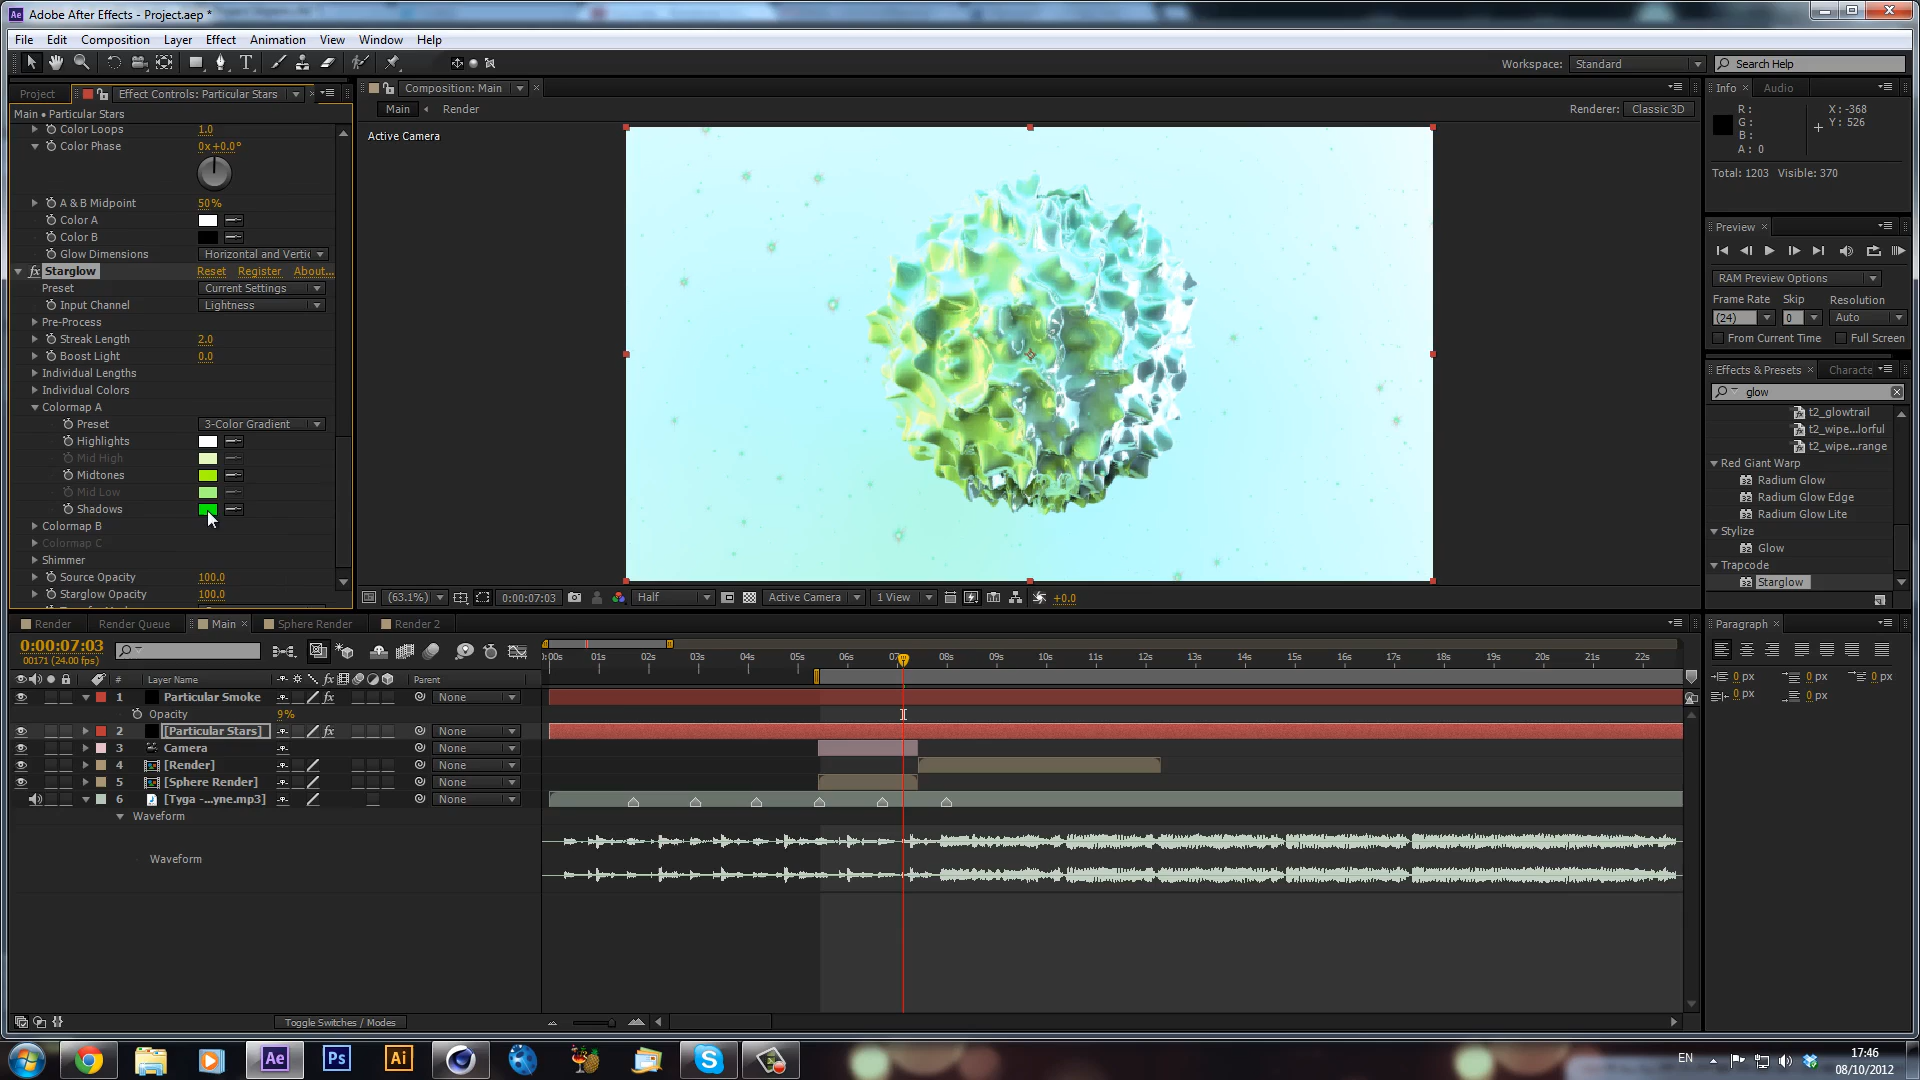 Adobe After Effects - Project.aep *
File Edit Composition Layer Effect Animation View Window Help
Workspace: Standard Search Help
Project Effect Controls: Particular Stars
Main • Particular Stars
Color Loops 1.0
Color Phase 0x+0.0°
A & B Midpoint 50%
Color A
Color B
Glow Dimensions Horizontal and Vertic
fx Starglow Reset Register About...
Preset Current Settings
Input Channel Lightness
Pre-Process
Streak Length 2.0
Boost Light 0.0
Individual Lengths
Individual Colors
Colormap A
Preset 3-Color Gradient
Highlights
Mid High
Midtones
Mid Low
Shadows
Colormap B
Colormap C
Shimmer
Source Opacity 100.0
Starglow Opacity 100.0
Composition: Main
Main Render
Renderer: Classic 3D
Active Camera
(63.1%) 0:00:07:03 Half Active Camera 1 View +0.0
Info Audio
R: X: -368
G: Y: 526
B:
A: 0
Total: 1203 Visible: 370
Preview
RAM Preview Options
Frame Rate Skip Resolution
(24) 0 Auto
From Current Time Full Screen
Effects & Presets Characte
glow
t2_glowtrail
t2_wipe...lorful
t2_wipe...range
Red Giant Warp
Radium Glow
Radium Glow Edge
Radium Glow Lite
Stylize
Glow
Trapcode
Starglow
Paragraph
0 px 0 px 0 px
0 px 0 px
Render Render Queue Main Sphere Render Render 2
0:00:07:03
00171 (24.00 fps)
:00s 01s 02s 03s 04s 05s 06s 07s 08s 09s 10s 11s 12s 13s 14s 15s 16s 17s 18s 19s 20s 21s 22s
# Layer Name fx Parent
1 Particular Smoke fx None
Opacity 9%
2 [Particular Stars] fx None
3 Camera None
4 [Render] None
5 [Sphere Render] None
6 [Tyga -...yne.mp3] None
Waveform
Waveform
Toggle Switches / Modes
Ae Ps Ai
EN 17:46
08/10/2012